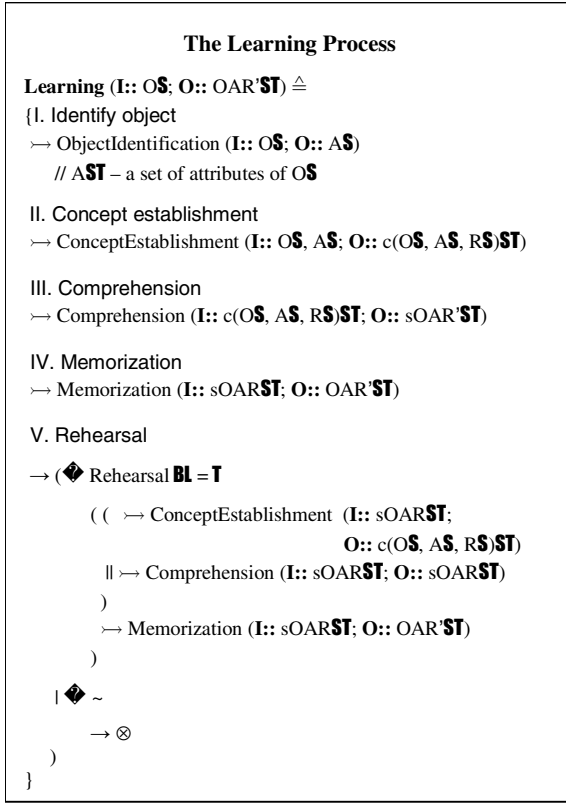 The Learning Process
Learning (I:: OS; O:: OAR'ST) ≙
{I. Identify object
↣ ObjectIdentification (I:: OS; O:: AS)
// AST – a set of attributes of OS
II. Concept establishment
↣ ConceptEstablishment (I:: OS, AS; O:: c(OS, AS, RS)ST)
III. Comprehension
↣ Comprehension (I:: c(OS, AS, RS)ST; O:: sOAR'ST)
IV. Memorization
↣ Memorization (I:: sOARST; O:: OAR'ST)
V. Rehearsal
→ (� Rehearsal BL = T
( ( ↣ ConceptEstablishment (I:: sOARST;
O:: c(OS, AS, RS)ST)
|| ↣ Comprehension (I:: sOARST; O:: sOARST)
)
↣ Memorization (I:: sOARST; O:: OAR'ST)
)
| � ~
→ ⊗
)
}